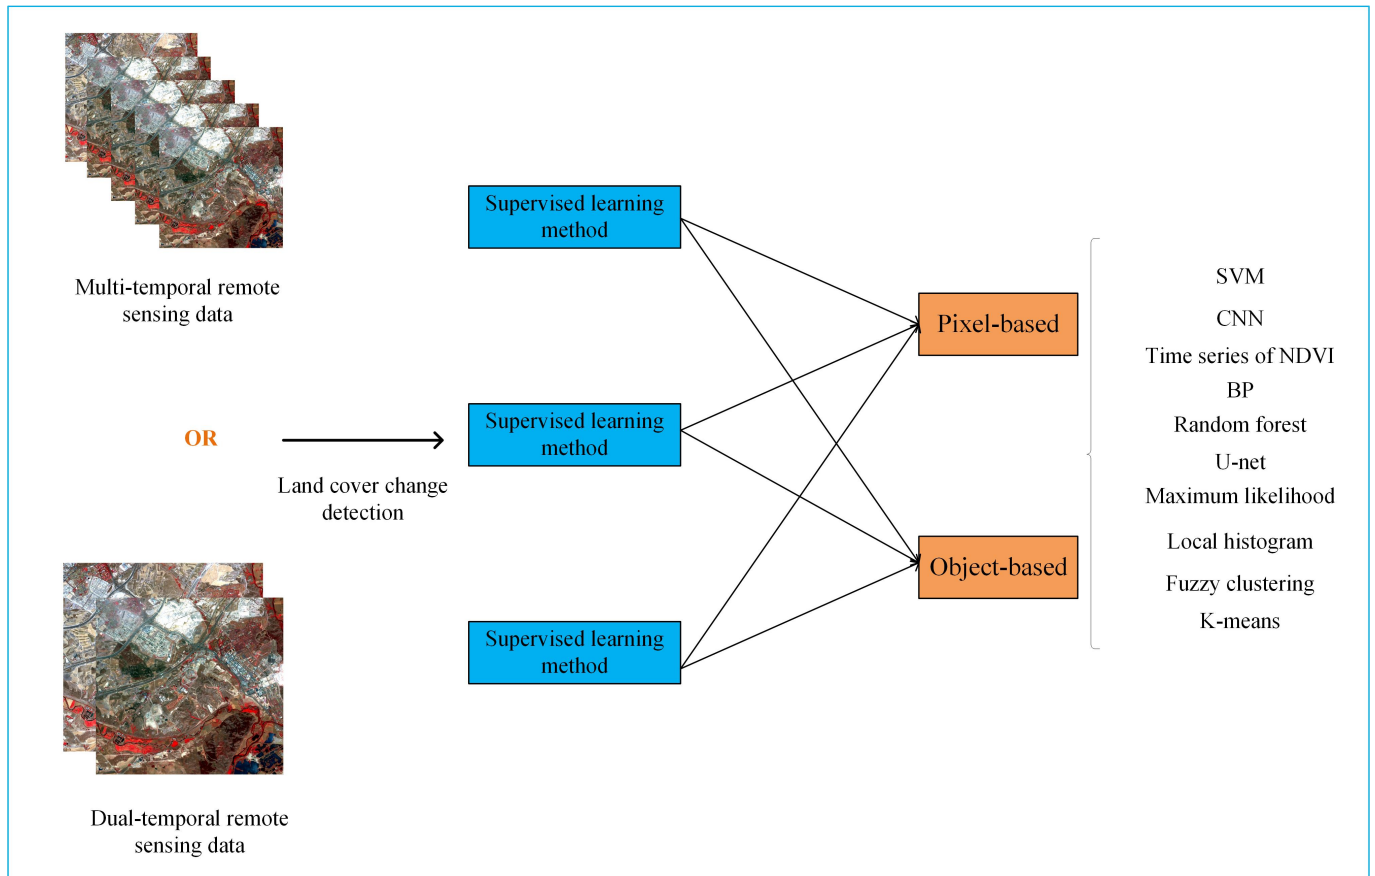 Multi-temporal remote
sensing data
OR
Land cover change
detection
Dual-temporal remote
sensing data
Supervised learning
method
Supervised learning
method
Supervised learning
method
Pixel-based
Object-based
SVM
CNN
Time series of NDVI
BP
Random forest
U-net
Maximum likelihood
Local histogram
Fuzzy clustering
K-means